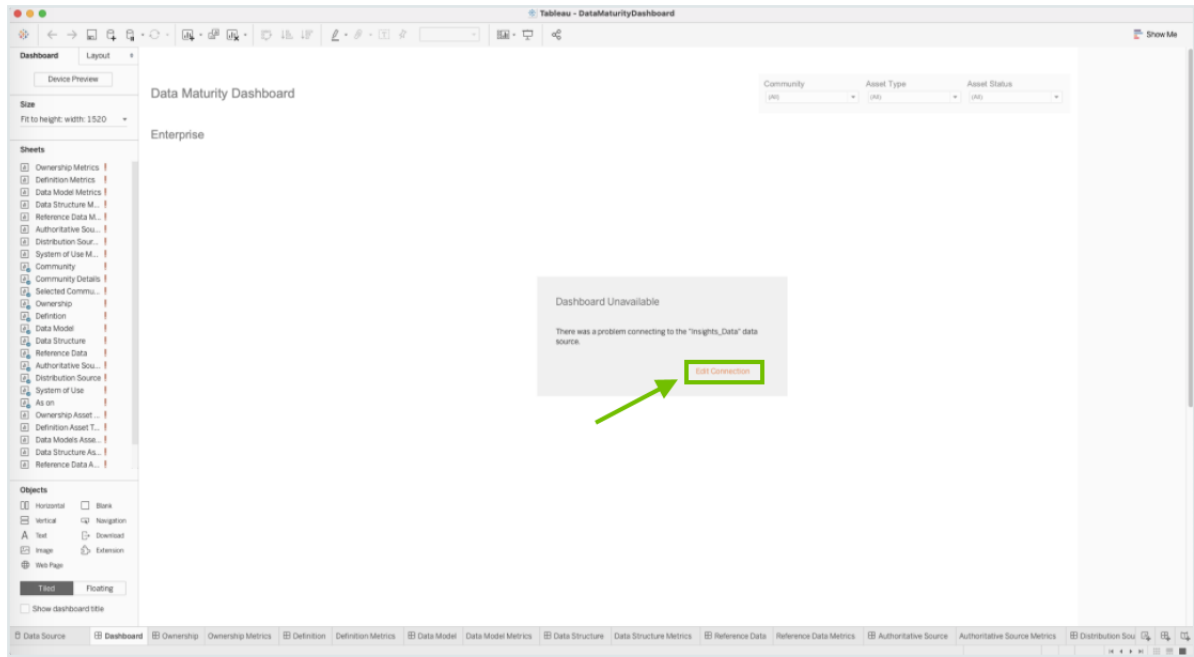 Tableau - DataMaturityDashboard
Show Me
Dashboard
Layout
Device Preview
Size
Fit to height: width: 1520
Sheets
Ownership Metrics !
Definition Metrics !
Data Model Metrics !
Data Structure M... !
Reference Data M... !
Authoritative Sou... !
Distribution Sour... !
System of Use M... !
Community !
Community Details !
Selected Commu... !
Ownership !
Defintion !
Data Model !
Data Structure !
Reference Data !
Authoritative Sou... !
Distribution Source !
System of Use !
As on !
Ownership Asset ... !
Definition Asset T... !
Data Models Asse... !
Data Structure As... !
Reference Data A... !
Objects
Horizontal
Blank
Vertical
Navigation
Text
Download
Image
Extension
Web Page
Tiled
Floating
Show dashboard title
Data Maturity Dashboard
Community
Asset Type
Asset Status
(All)
(All)
(All)
Enterprise
Dashboard Unavailable
There was a problem connecting to the "Insights_Data" data
source.
Edit Connection
Data Source
Dashboard
Ownership
Ownership Metrics
Definition
Definition Metrics
Data Model
Data Model Metrics
Data Structure
Data Structure Metrics
Reference Data
Reference Data Metrics
Authoritative Source
Authoritative Source Metrics
Distribution Sou